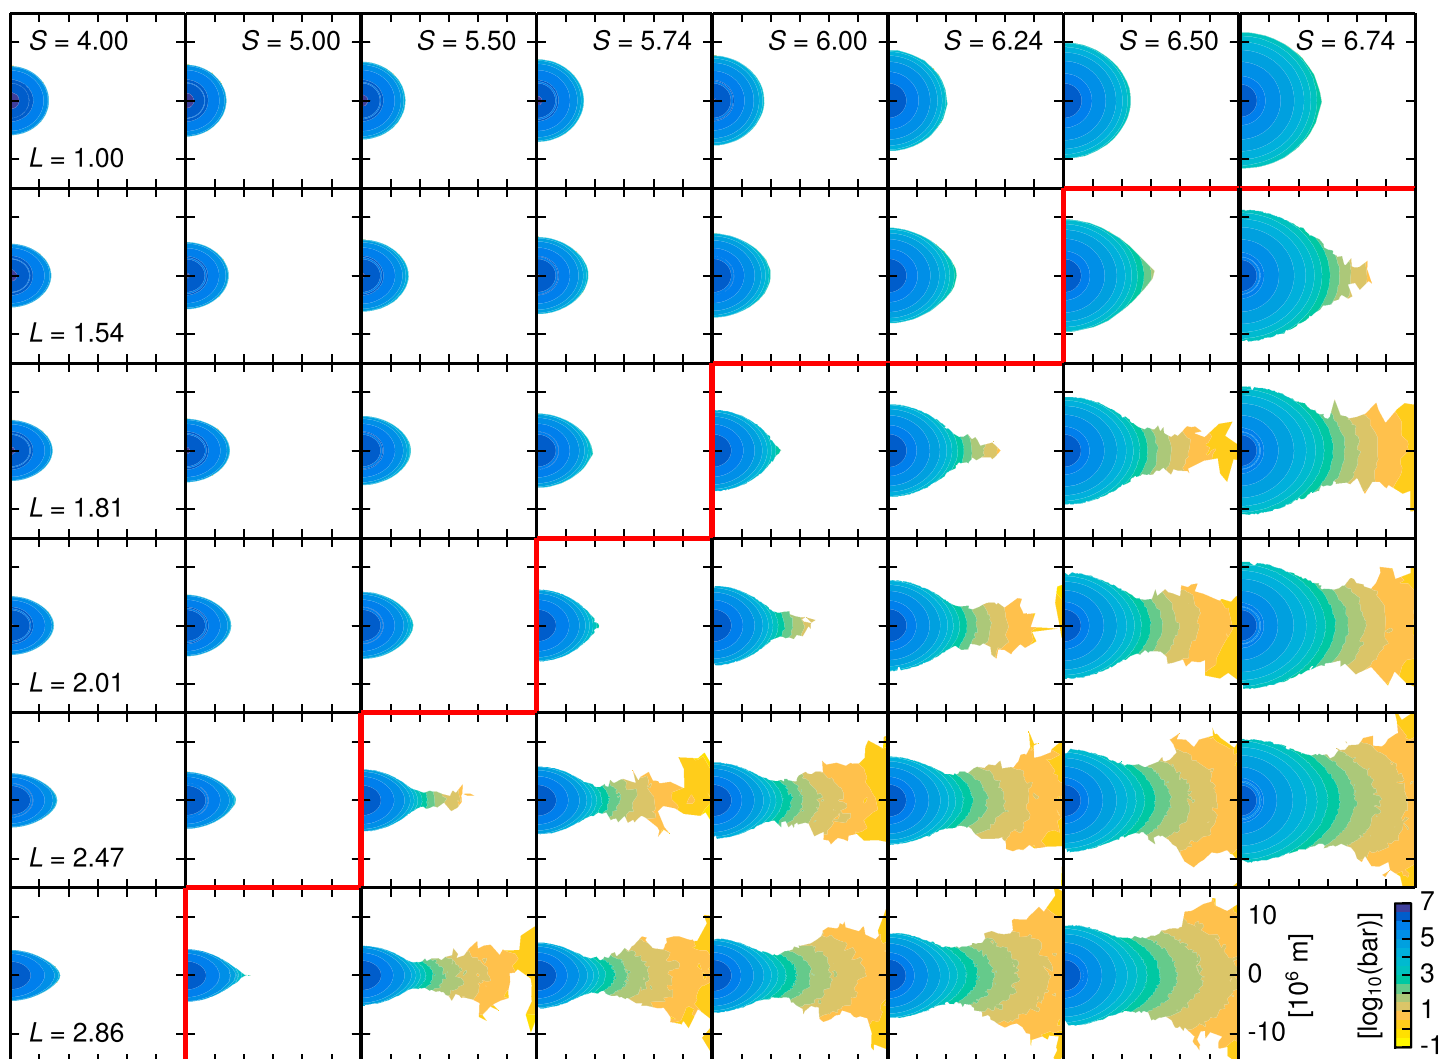 S = 4.00 S = 5.00 S = 5.50 S = 5.74 S = 6.00 S = 6.24 S = 6.50 S = 6.74
L = 1.00
L = 1.54
L = 1.81
L = 2.01
L = 2.47
L = 2.86
10
0
-10
[10⁶ m]
[log₁₀(bar)]
7
5
3
1
-1